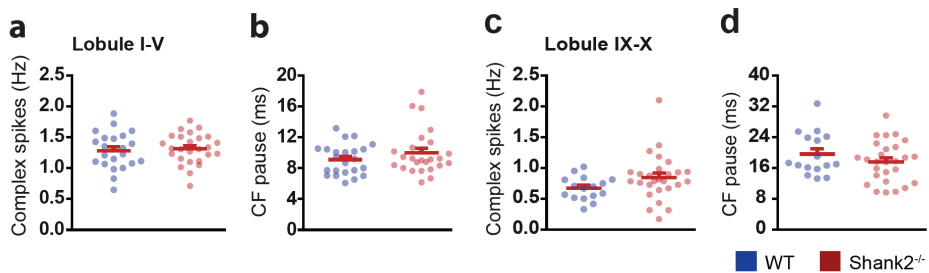 a
Lobule I-V
Complex spikes (Hz)
2.5
2.0
1.5
1.0
0.5
0.0
b
CF pause (ms)
20
16
12
8
4
0
c
Lobule IX-X
Complex spikes (Hz)
2.5
2.0
1.5
1.0
0.5
0.0
d
CF pause (ms)
40
32
24
16
8
0
WT Shank2-/-